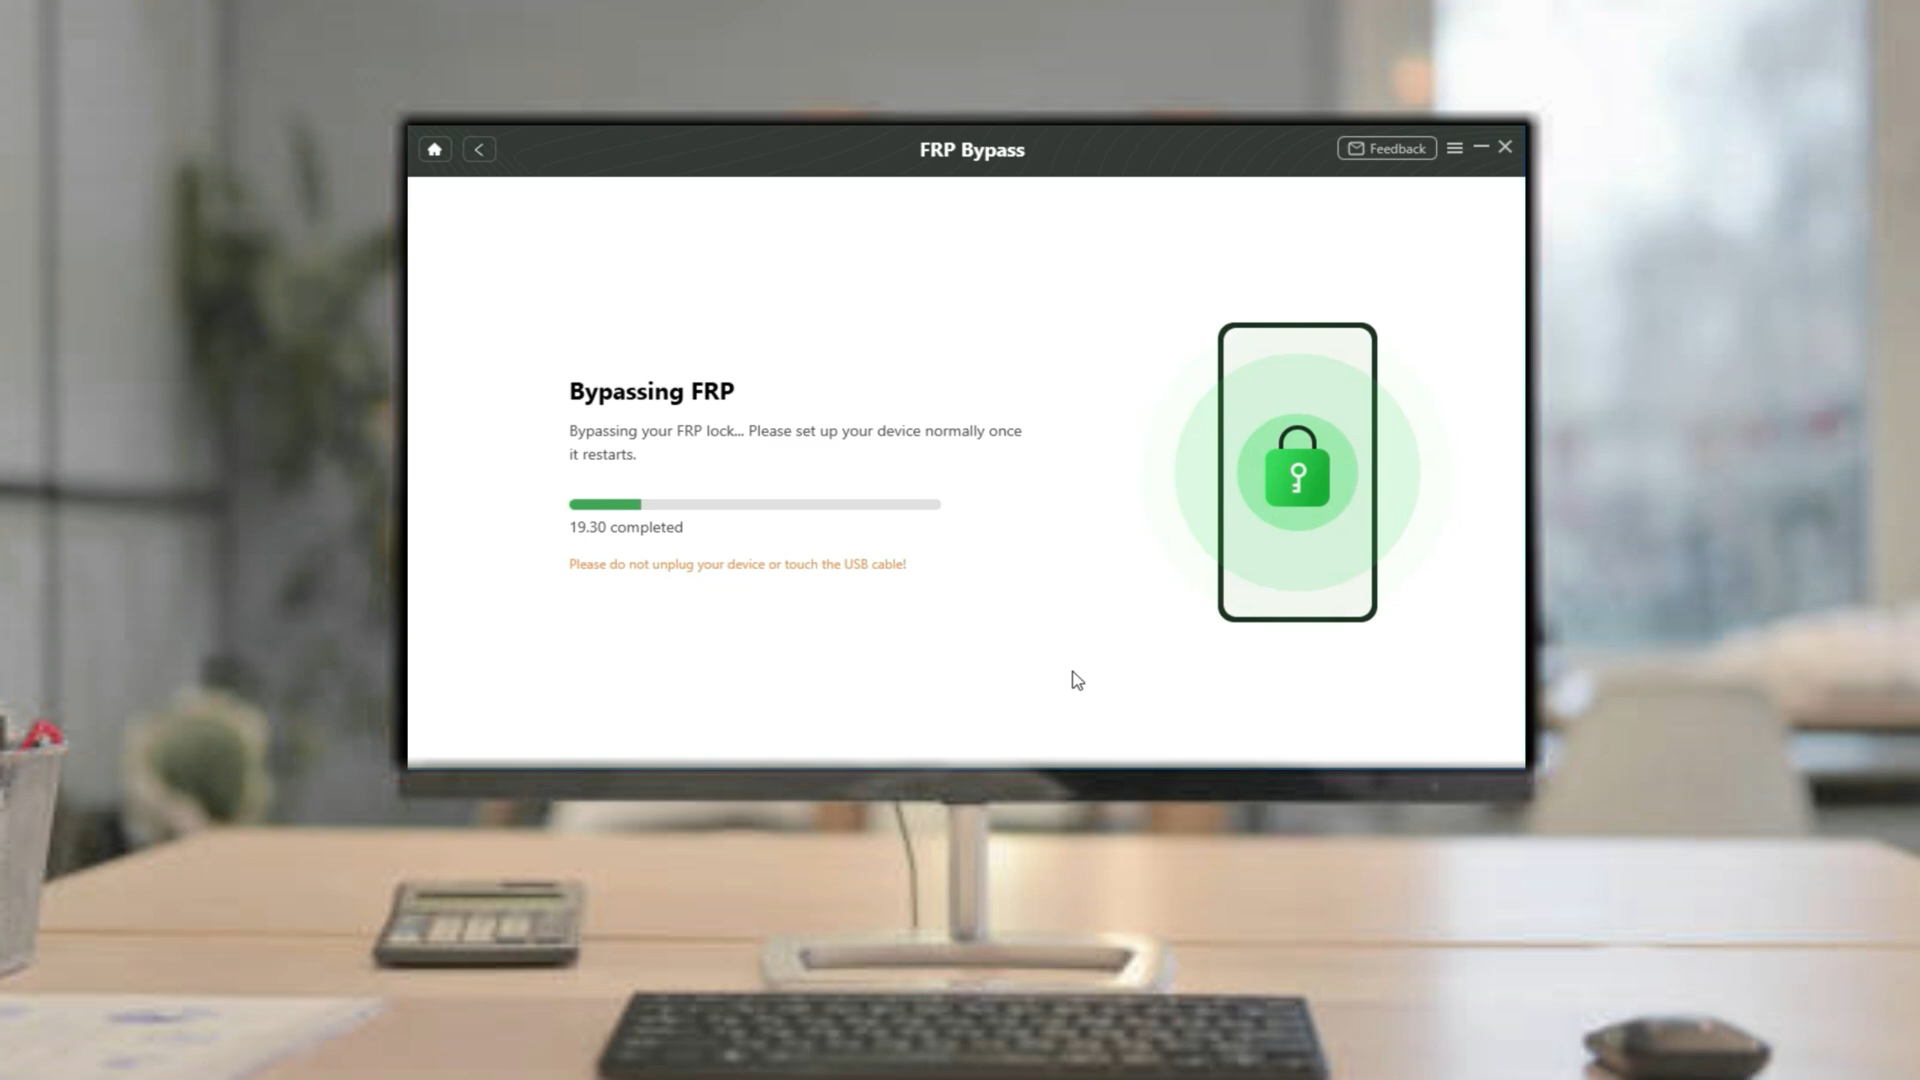 FRP Bypass
Feedback
Bypassing FRP
Bypassing your FRP lock... Please set up your device normally once
it restarts.
19.30 completed
Please do not unplug your device or touch the USB cable!